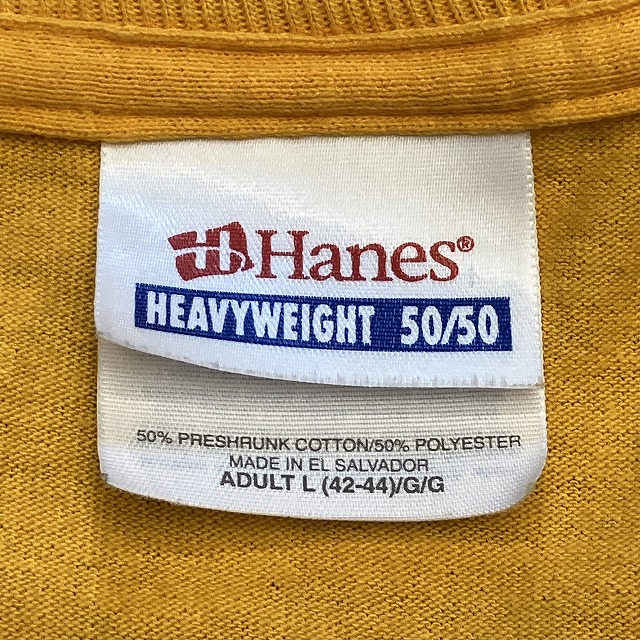 Hanes®
HEAVYWEIGHT 50/50
50% PRESHRUNK COTTON/50% POLYESTER
MADE IN EL SALVADOR
ADULT L (42-44)/G/G